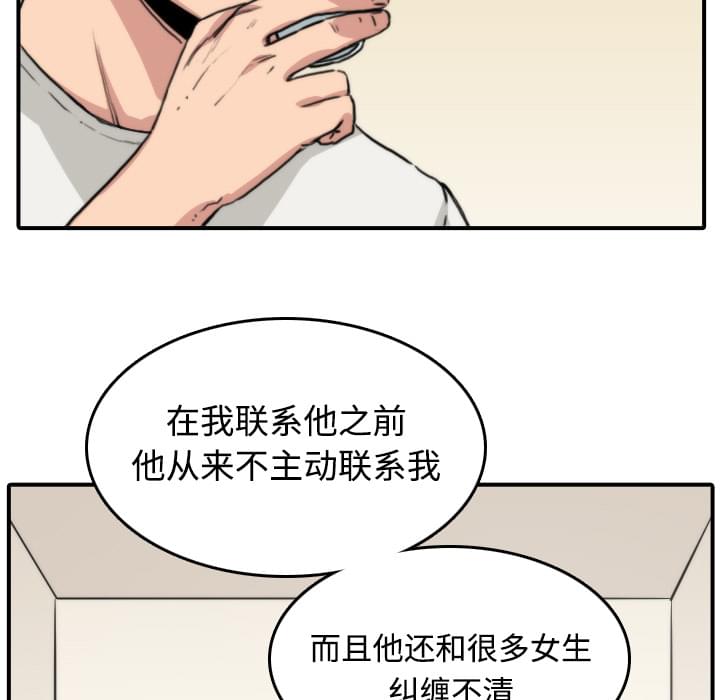 在我联系他之前
他从来不主动联系我
而且他还和很多女生
纠缠不清